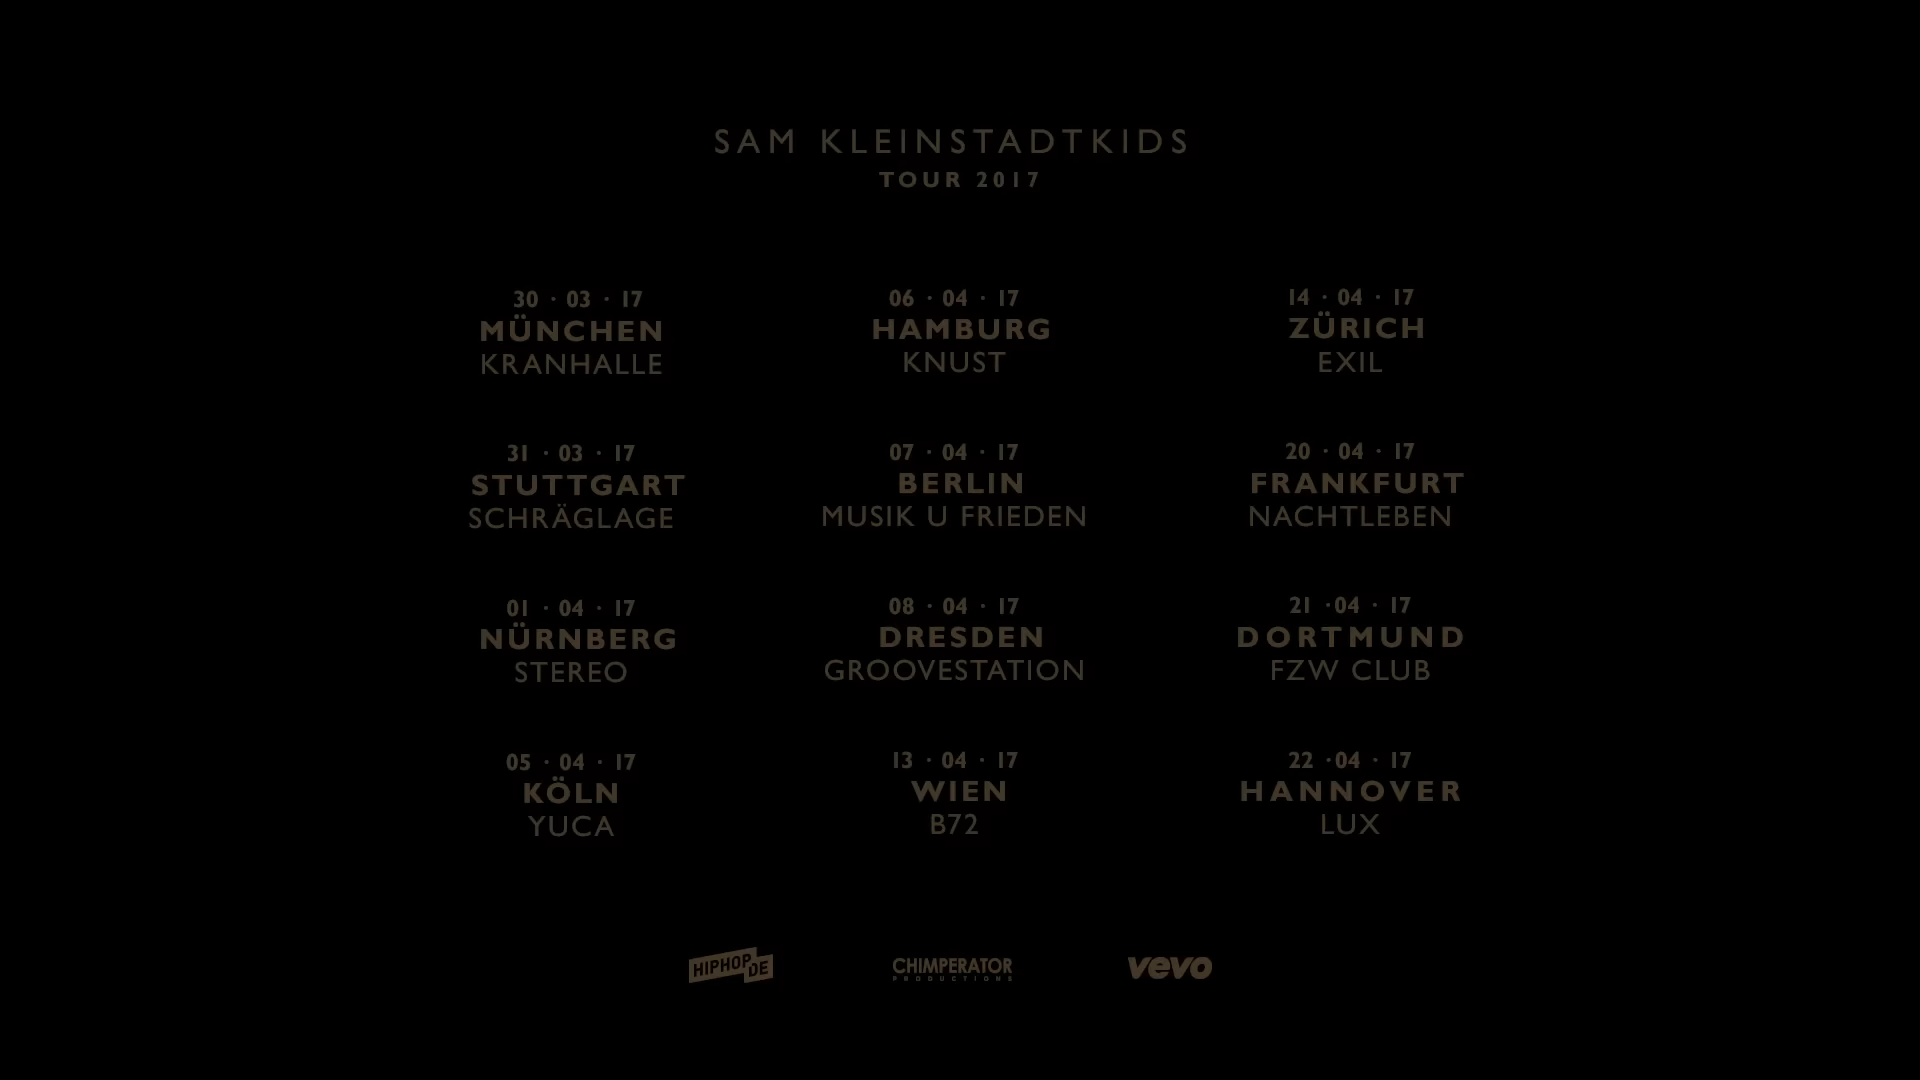 SAM KLEINSTADTKIDS
TOUR 2017
30 · 03 · 17
MÜNCHEN
KRANHALLE
31 · 03 · 17
STUTTGART
SCHRÄGLAGE
01 · 04 · 17
NÜRNBERG
STEREO
05 · 04 · 17
KÖLN
YUCA
06 · 04 · 17
HAMBURG
KNUST
07 · 04 · 17
BERLIN
MUSIK U FRIEDEN
08 · 04 · 17
DRESDEN
GROOVESTATION
13 · 04 · 17
WIEN
B72
14 · 04 · 17
ZÜRICH
EXIL
20 · 04 · 17
FRANKFURT
NACHTLEBEN
21 ·04 · 17
DORTMUND
FZW CLUB
22 ·04 · 17
HANNOVER
LUX
HIPHOP.DE
CHIMPERATOR
PRODUCTIONS
vevo